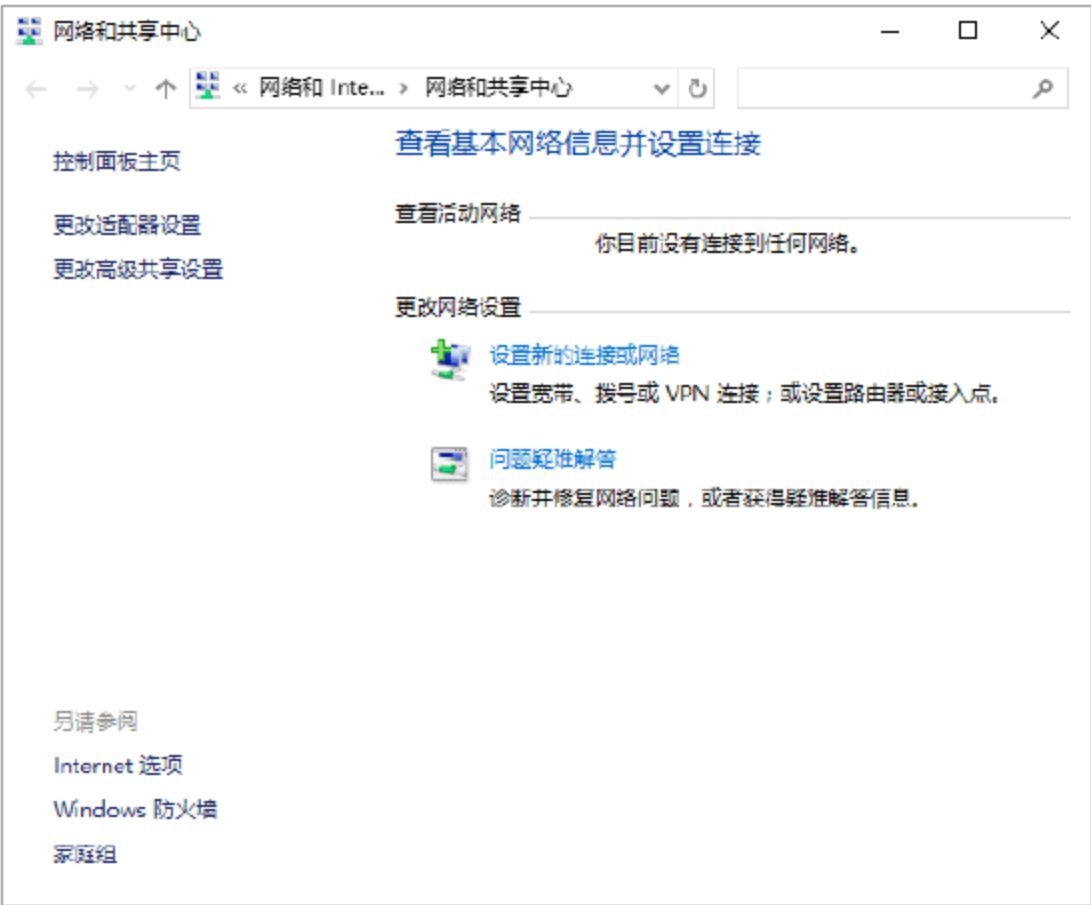 网络和共享中心
« 网络和 Inte... › 网络和共享中心
控制面板主页
更改适配器设置
更改高级共享设置
查看基本网络信息并设置连接
查看活动网络
你目前没有连接到任何网络。
更改网络设置
设置新的连接或网络
设置宽带、拨号或 VPN 连接；或设置路由器或接入点。
问题疑难解答
诊断并修复网络问题，或者获得疑难解答信息。
另请参阅
Internet 选项
Windows 防火墙
家庭组